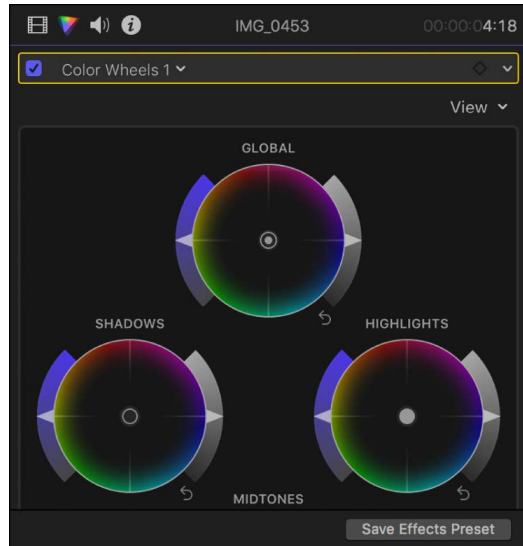 IMG_0453
00:00:04:18
Color Wheels 1
View
GLOBAL
SHADOWS
HIGHLIGHTS
MIDTONES
Save Effects Preset